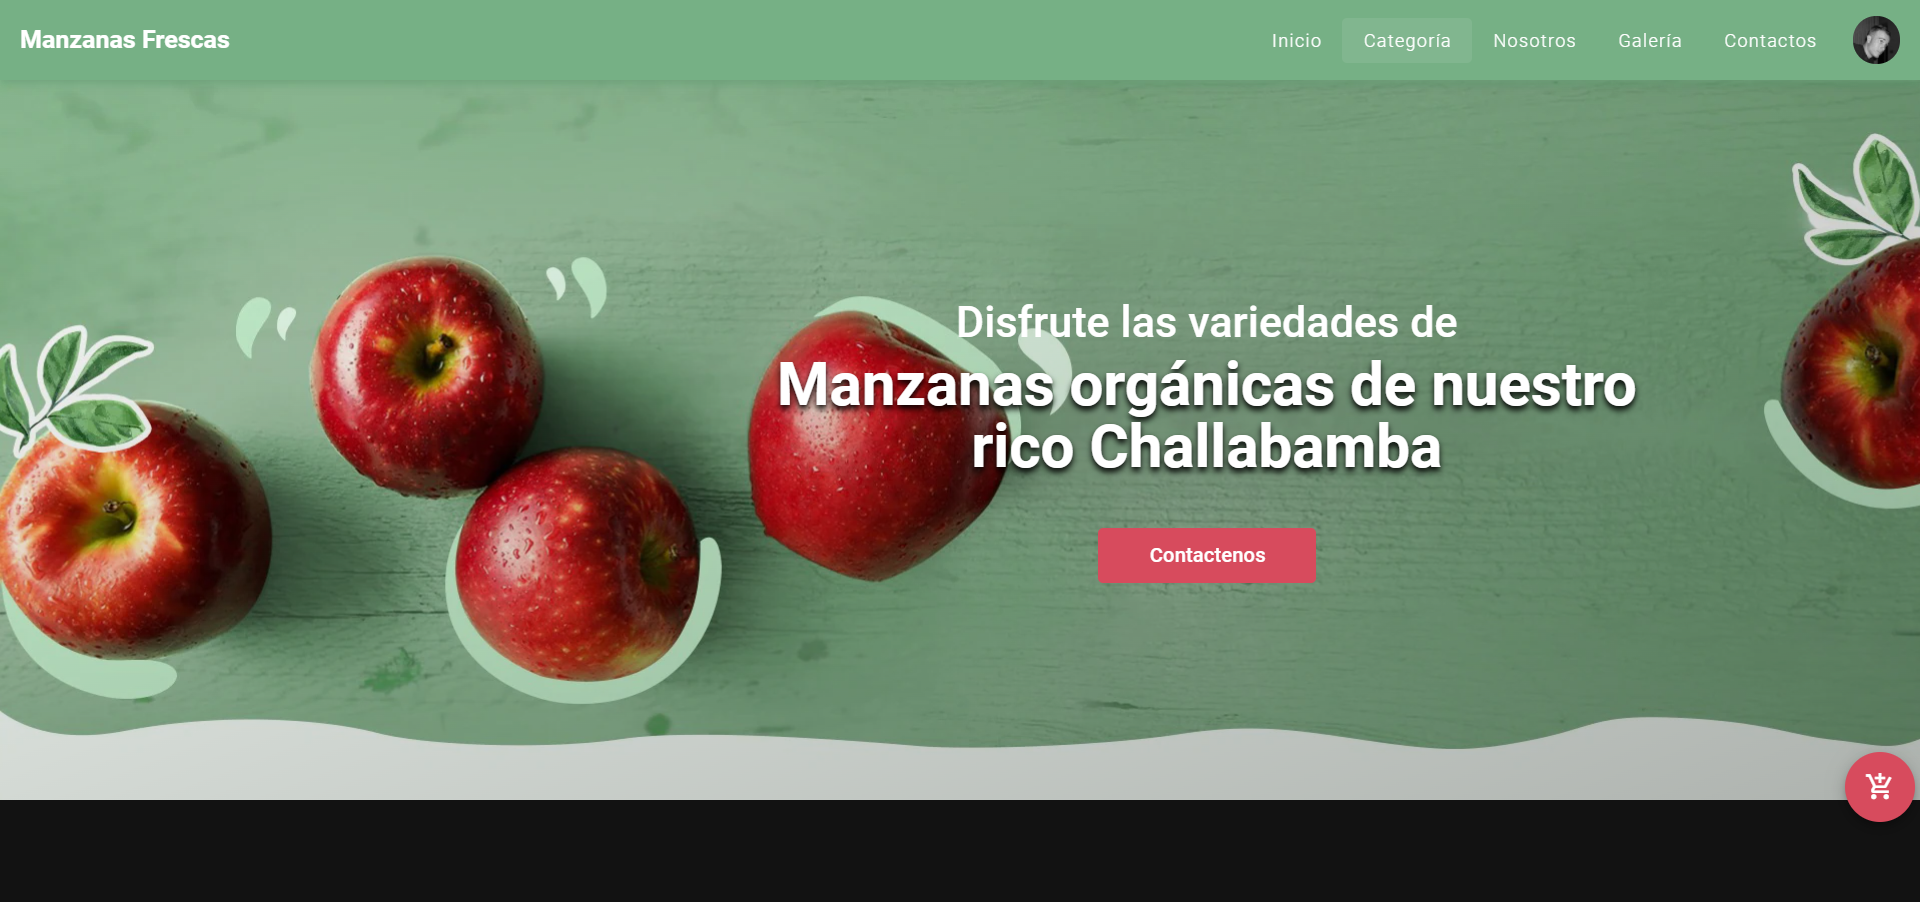 Manzanas Frescas
Inicio
Categoría
Nosotros
Galería
Contactos
Disfrute las variedades de
Manzanas orgánicas de nuestro
rico Challabamba
Contactenos